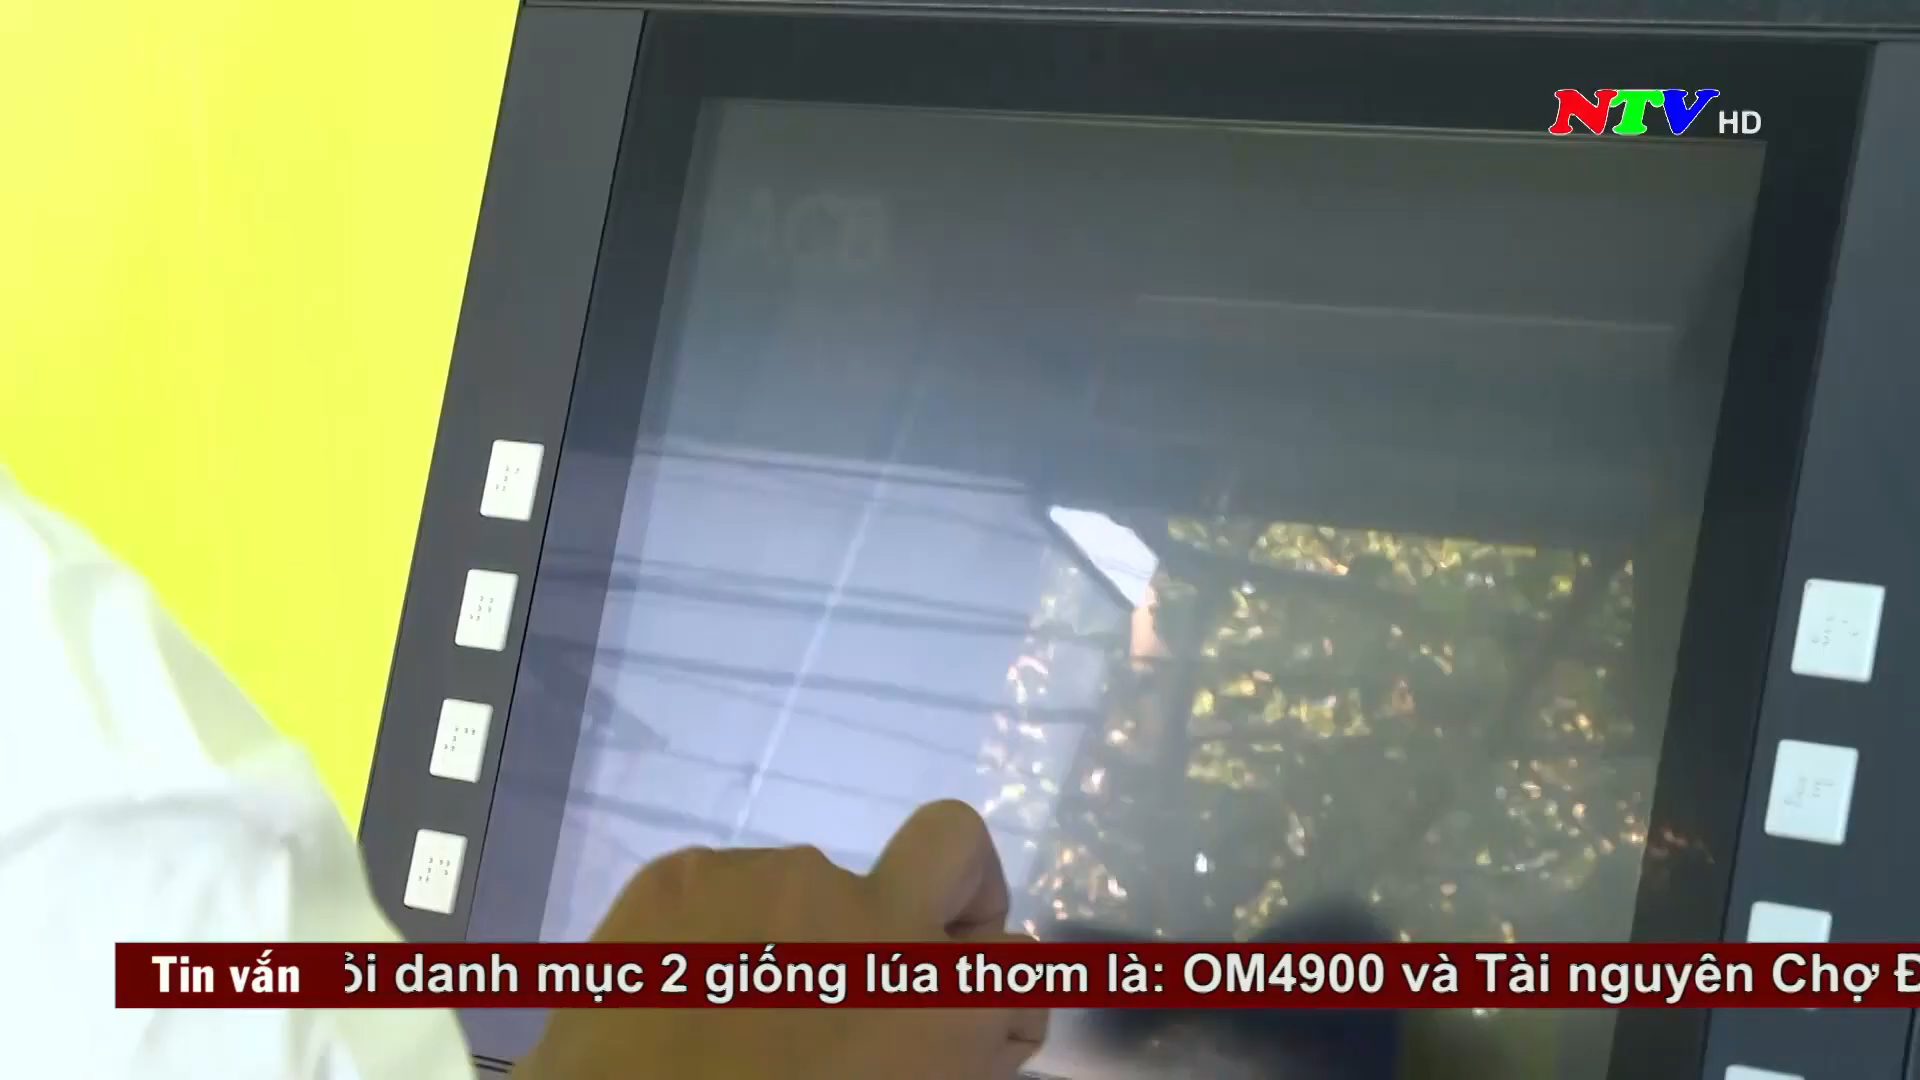 NTV HD
Tin vắn
danh mục 2 giống lúa thơm là: OM4900 và Tài nguyên Chợ